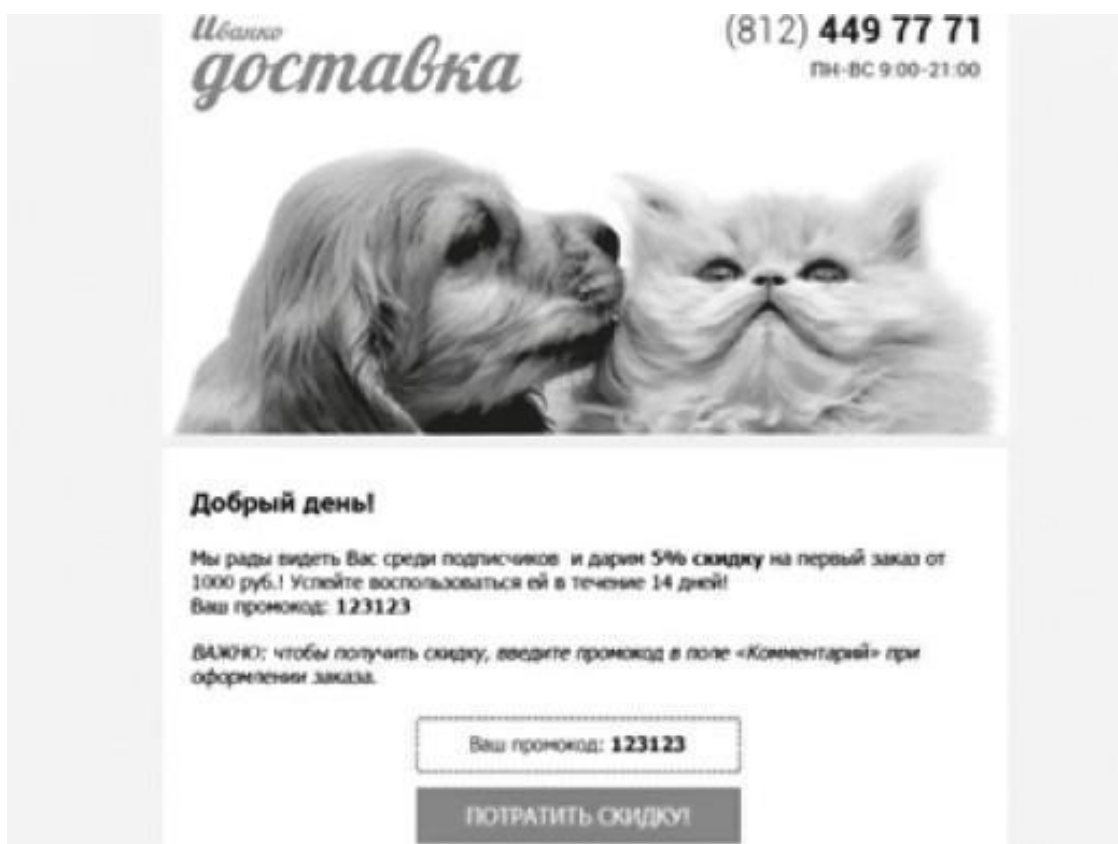 Иванко
доставка
(812) 449 77 71
ПН-ВС 9:00-21:00
Добрый день!
Мы рады видеть Вас среди подписчиков и дарим 5% скидку на первый заказ от
1000 руб.! Успейте воспользоваться ей в течение 14 дней!
Ваш промокод: 123123
ВАЖНО: чтобы получить скидку, введите промокод в поле «Комментарий» при
оформлении заказа.
Ваш промокод: 123123
ПОТРАТИТЬ СКИДКУ!